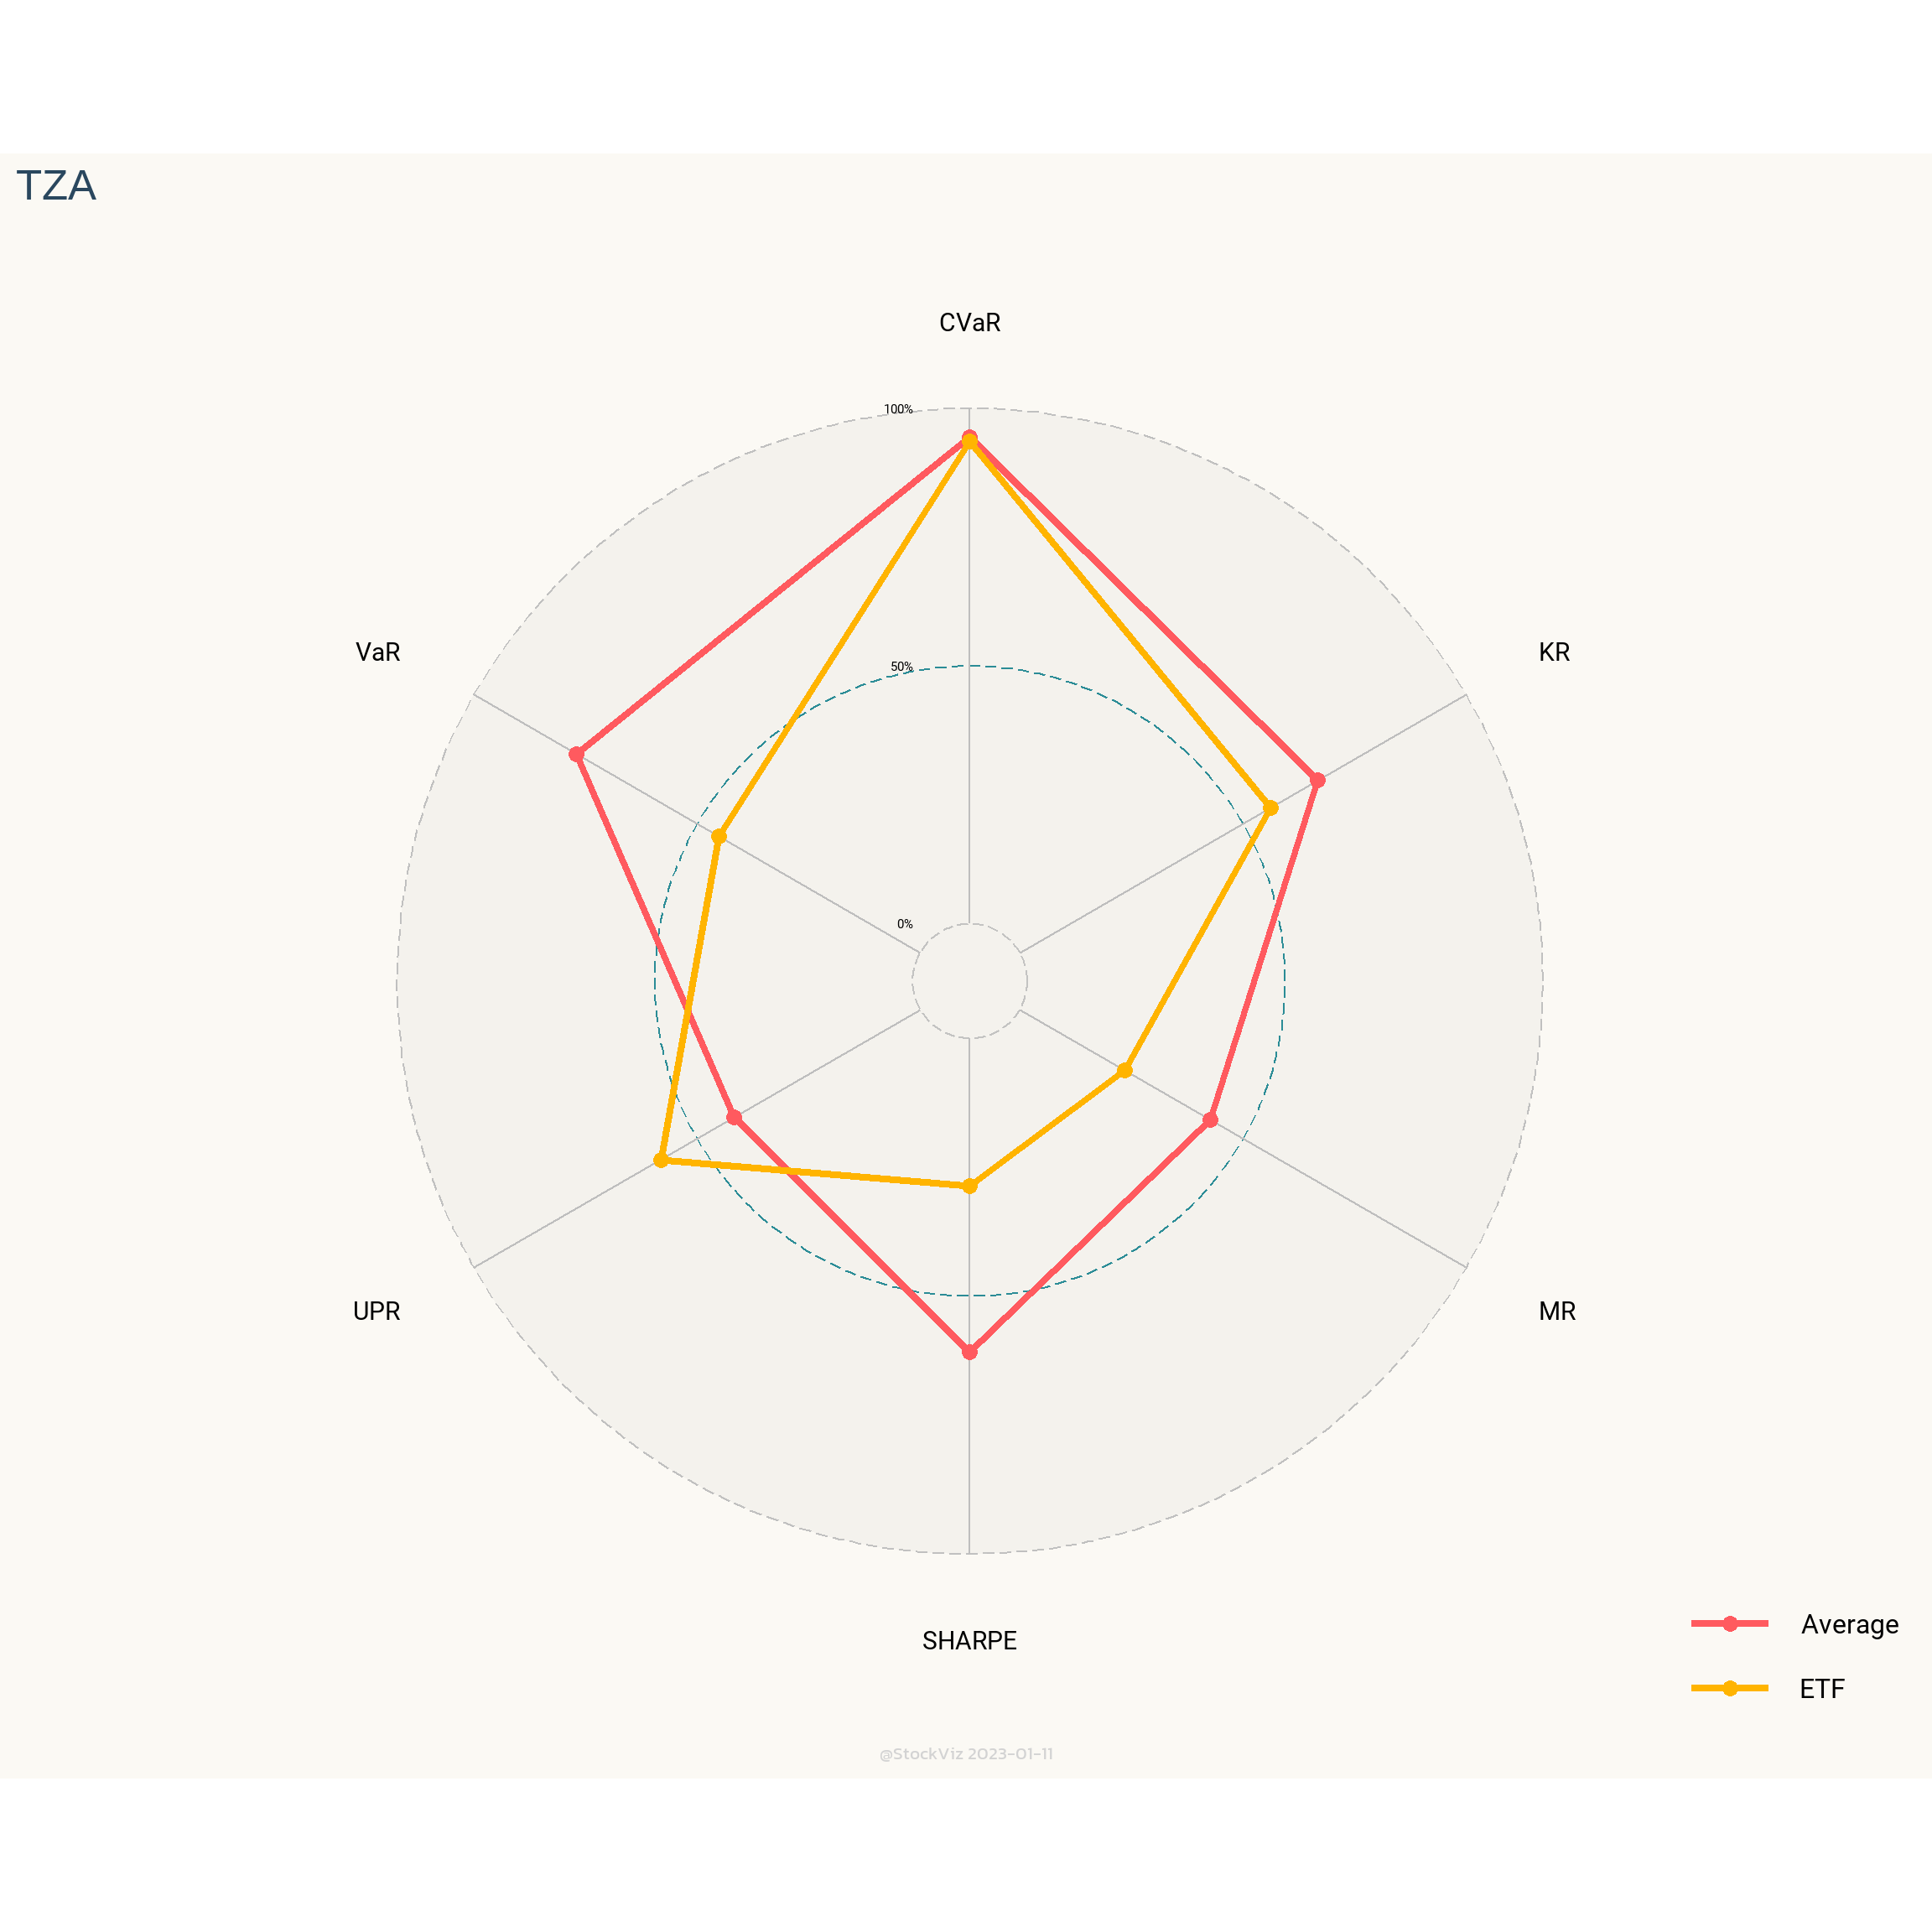 TZA
CVaR
100%
VaR
KR
50%
0%
UPR
MR
SHARPE
Average
ETF
@StockViz 2023-01-11